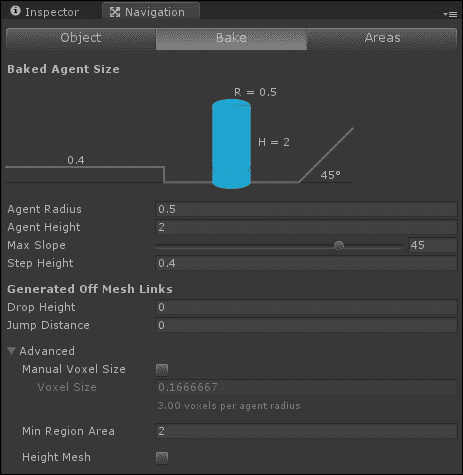 Inspector Navigation
Object Bake Areas
Baked Agent Size
R = 0.5
H = 2
0.4
45°
Agent Radius 0.5
Agent Height 2
Max Slope 45
Step Height 0.4
Generated Off Mesh Links
Drop Height 0
Jump Distance 0
Advanced
Manual Voxel Size
Voxel Size 0.1666667
3.00 voxels per agent radius
Min Region Area 2
Height Mesh